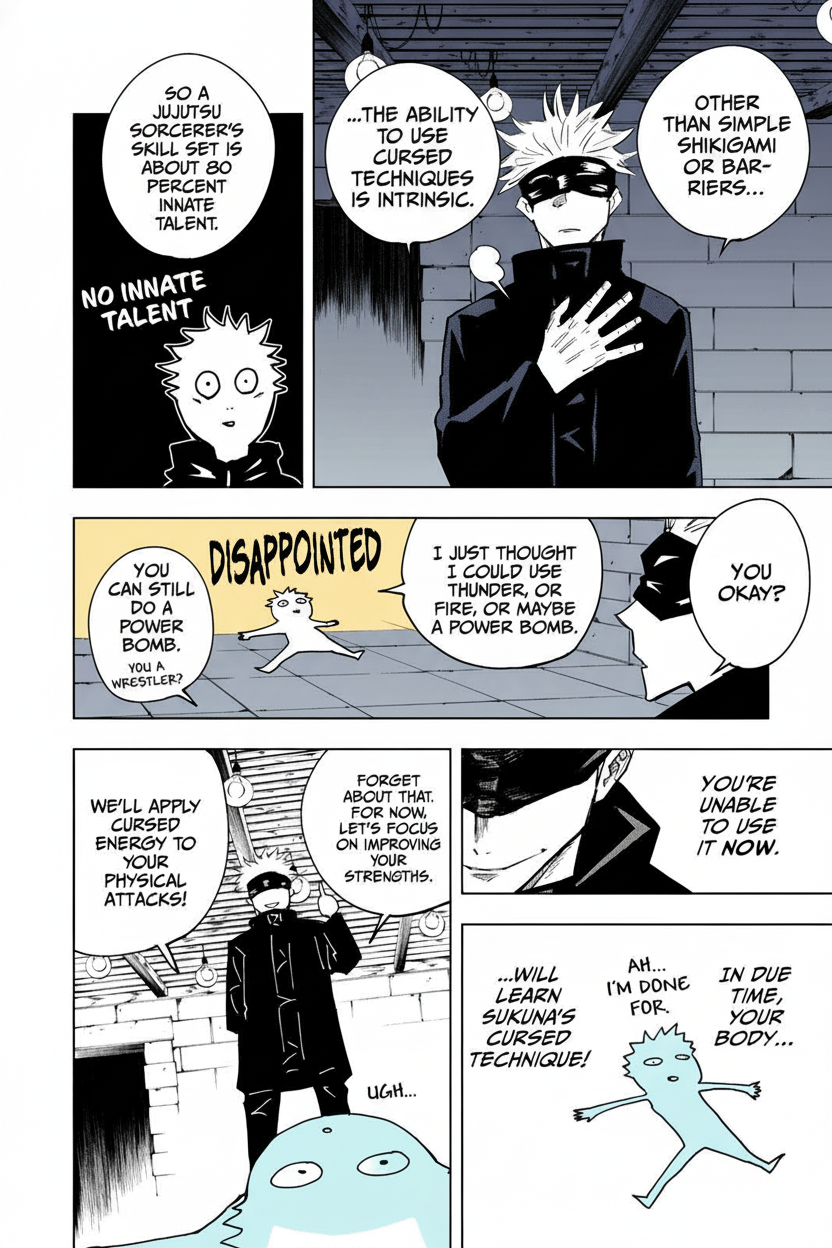 OTHER
THAN SIMPLE
SHIKIGAMI
OR BAR-
RIERS...
...THE ABILITY
TO USE
CURSED
TECHNIQUES
IS INTRINSIC.
SO A
JUJUTSU
SORCERER'S
SKILL SET IS
ABOUT 80
PERCENT
INNATE
TALENT.
NO INNATE
TALENT
YOU
OKAY?
I JUST THOUGHT
I COULD USE
THUNDER, OR
FIRE, OR MAYBE
A POWER BOMB.
DISAPPOINTED
YOU
CAN STILL
DO A
POWER
BOMB.
YOU A
WRESTLER?
YOU'RE
UNABLE
TO USE
IT NOW.
IN DUE
TIME,
YOUR
BODY...
AH...
I'M DONE
FOR.
...WILL
LEARN
SUKUNA'S
CURSED
TECHNIQUE!
FORGET
ABOUT THAT.
FOR NOW,
LET'S FOCUS
ON IMPROVING
YOUR
STRENGTHS.
WE'LL APPLY
CURSED
ENERGY TO
YOUR
PHYSICAL
ATTACKS!
UGH...